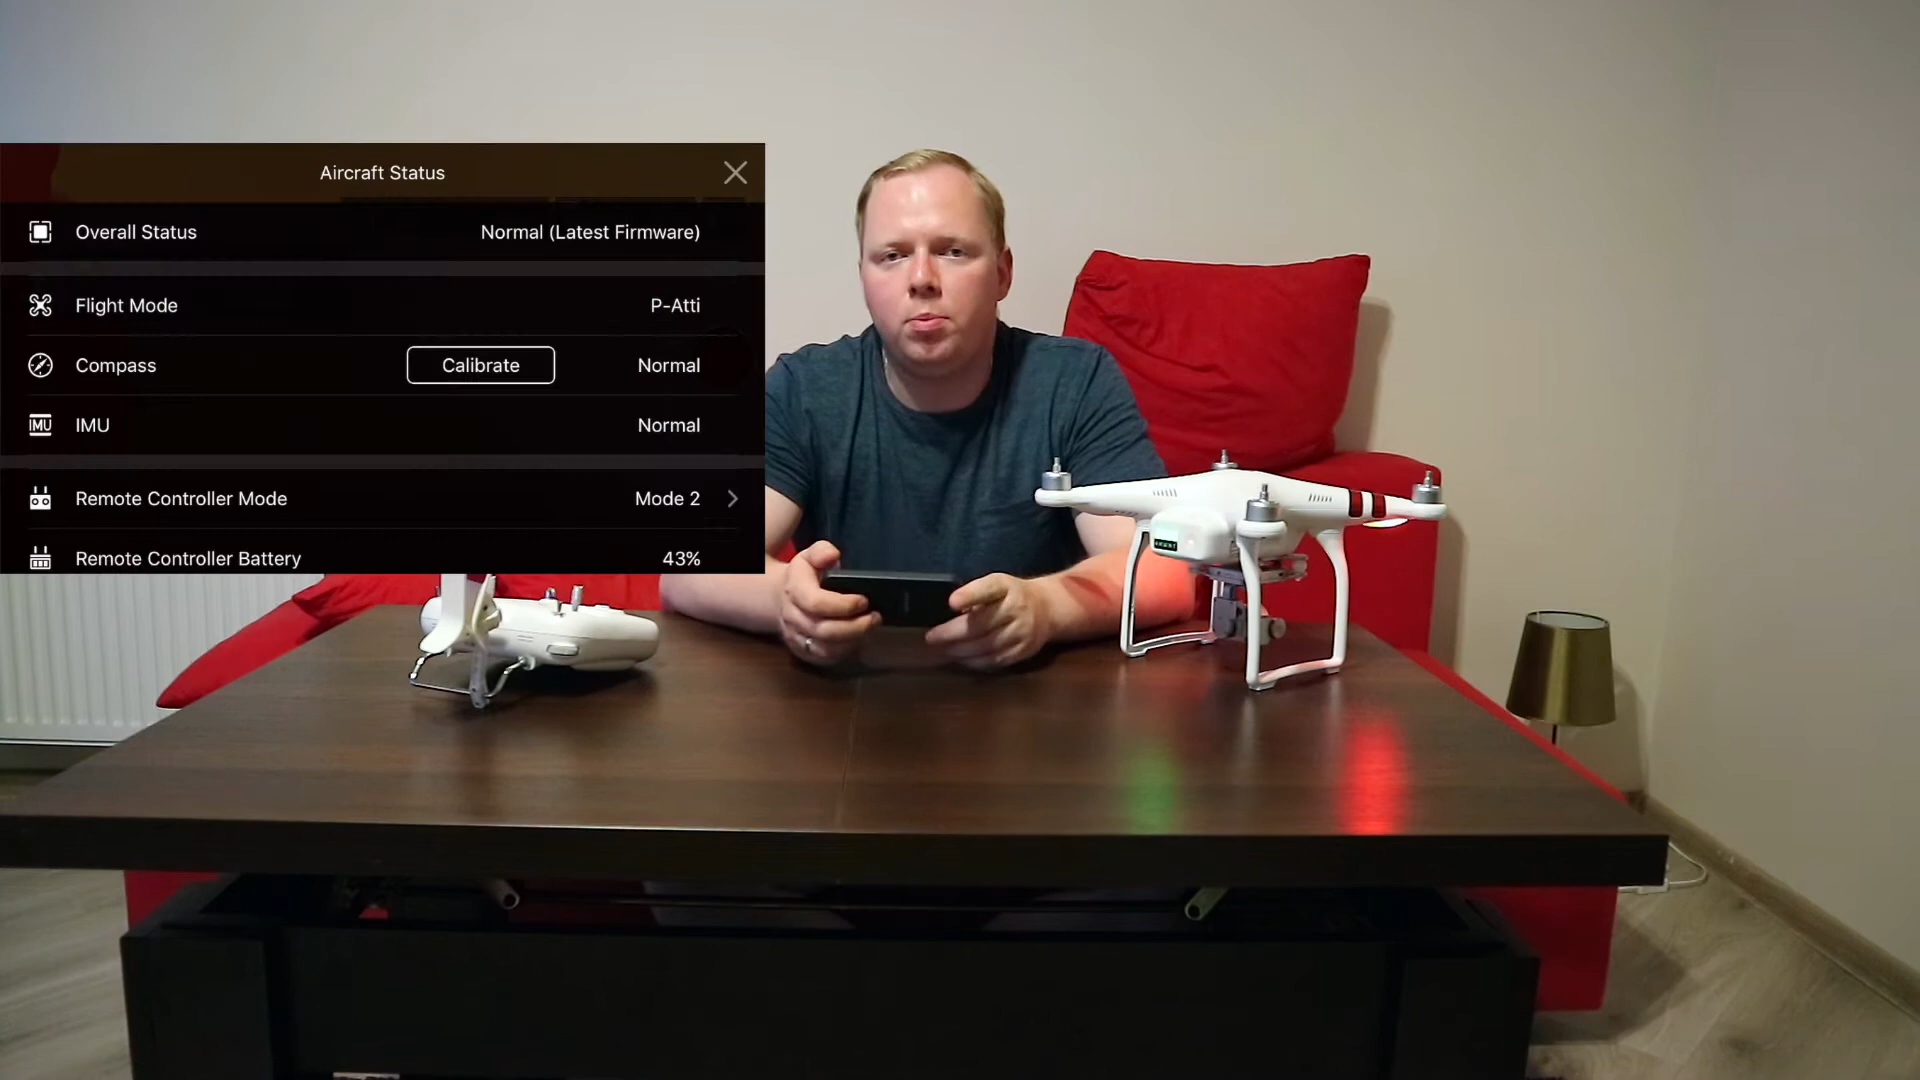 Aircraft Status
Overall Status Normal (Latest Firmware)
Flight Mode P-Atti
Compass Calibrate Normal
IMU IMU Normal
Remote Controller Mode Mode 2
Remote Controller Battery 43%